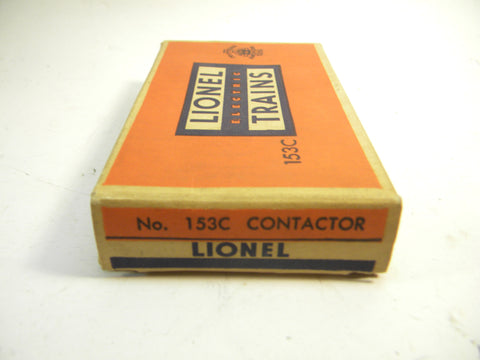 LIONEL
ELECTRIC
TRAINS
153C
No. 153C CONTACTOR
LIONEL